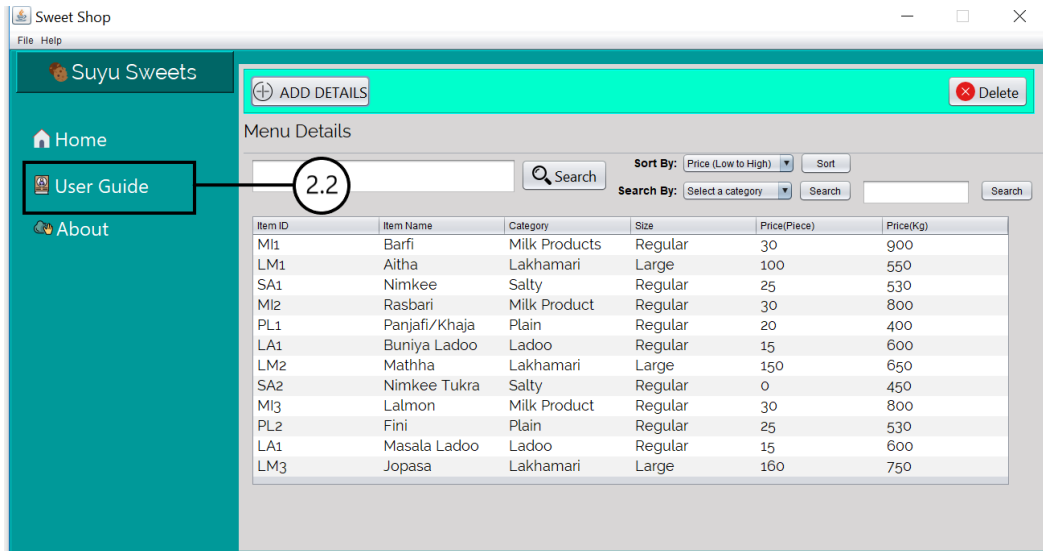 Sweet Shop
File Help
Suyu Sweets
ADD DETAILS
Delete
Home
User Guide
About
2.2
Menu Details
Search
Sort By: Price (Low to High) Sort
Search By: Select a category Search Search
Item ID Item Name Category Size Price(Piece) Price(Kg)
MI1 Barfi Milk Products Regular 30 900
LM1 Aitha Lakhamari Large 100 550
SA1 Nimkee Salty Regular 25 530
MI2 Rasbari Milk Product Regular 30 800
PL1 Panjafi/Khaja Plain Regular 20 400
LA1 Buniya Ladoo Ladoo Regular 15 600
LM2 Mathha Lakhamari Large 150 650
SA2 Nimkee Tukra Salty Regular 0 450
MI3 Lalmon Milk Product Regular 30 800
PL2 Fini Plain Regular 25 530
LA1 Masala Ladoo Ladoo Regular 15 600
LM3 Jopasa Lakhamari Large 160 750